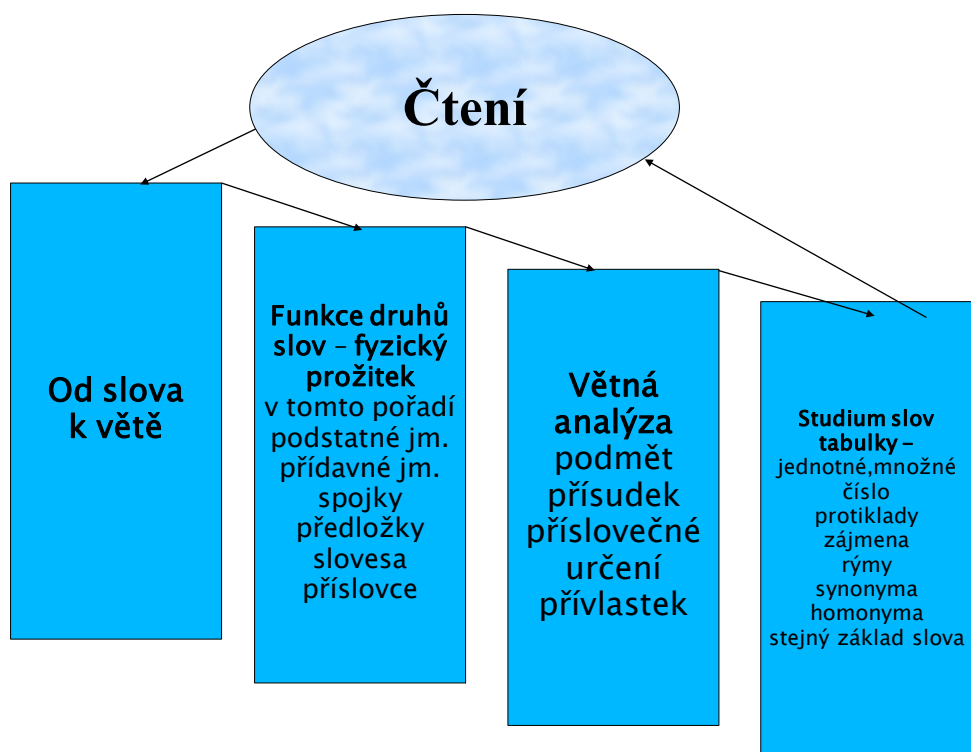 Čtení
Od slova
k větě
Funkce druhů
slov – fyzický
prožitek
v tomto pořadí
podstatné jm.
přídavné jm.
spojky
předložky
slovesa
příslovce
Větná
analýza
podmět
přísudek
příslovečné
určení
přívlastek
Studium slov
tabulky –
jednotné,množné
číslo
protiklady
zájmena
rýmy
synonyma
homonyma
stejný základ slova